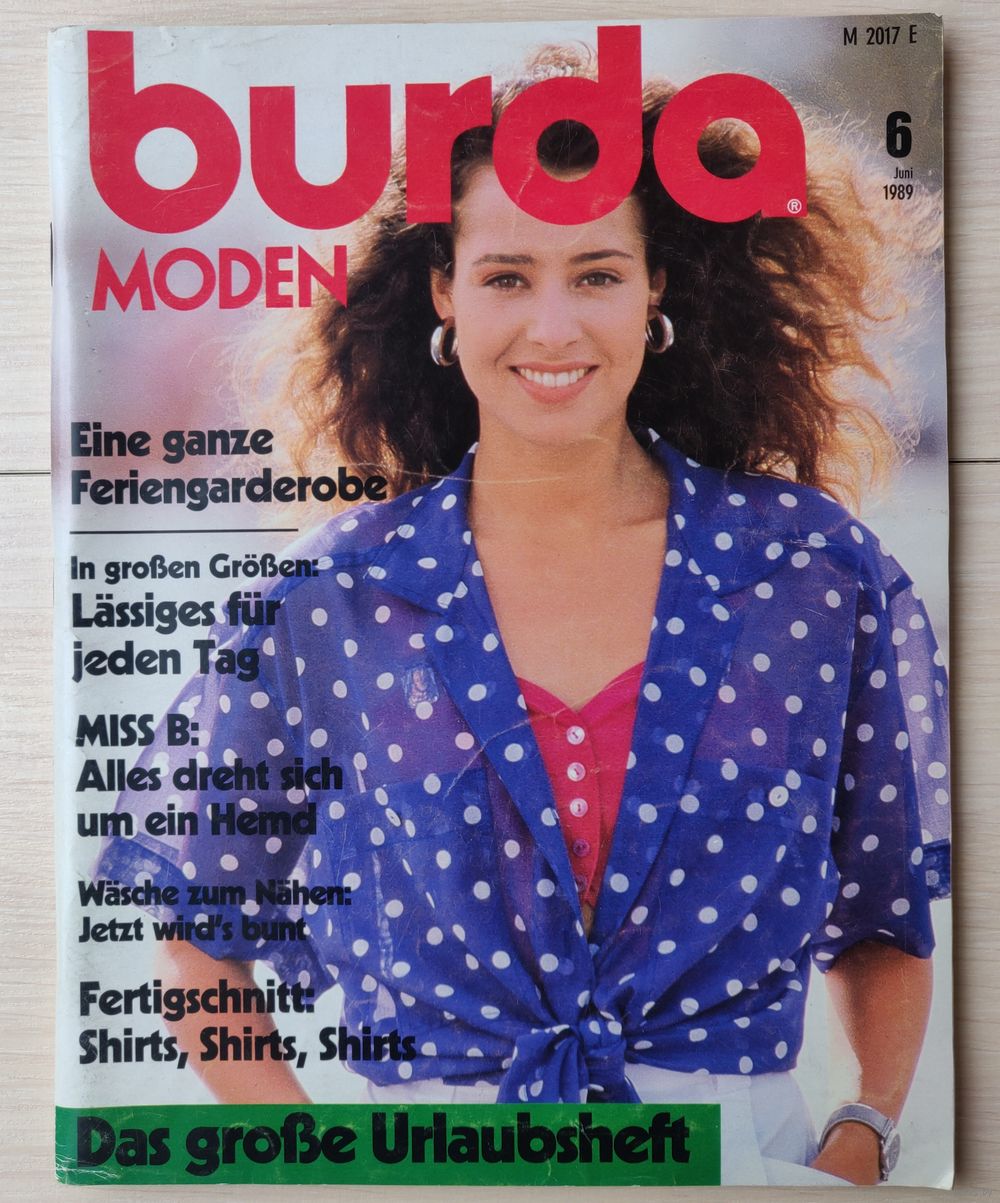 burda
®
MODEN
M 2017 E
6
Juni
1989
Eine ganze
Feriengarderobe
In großen Größen:
Lässiges für
jeden Tag
MISS B:
Alles dreht sich
um ein Hemd
Wäsche zum Nähen:
Jetzt wird's bunt
Fertigschnitt:
Shirts, Shirts, Shirts
Das große Urlaubsheft